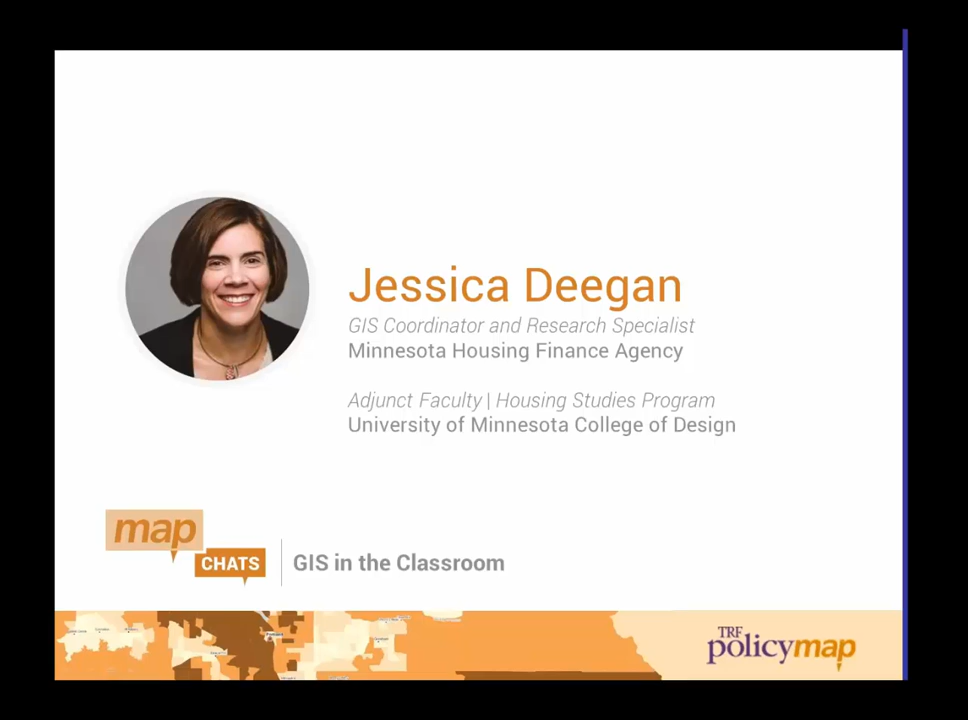 Jessica Deegan
GIS Coordinator and Research Specialist
Minnesota Housing Finance Agency
Adjunct Faculty | Housing Studies Program
University of Minnesota College of Design
map
CHATS
GIS in the Classroom
TRF
policymap